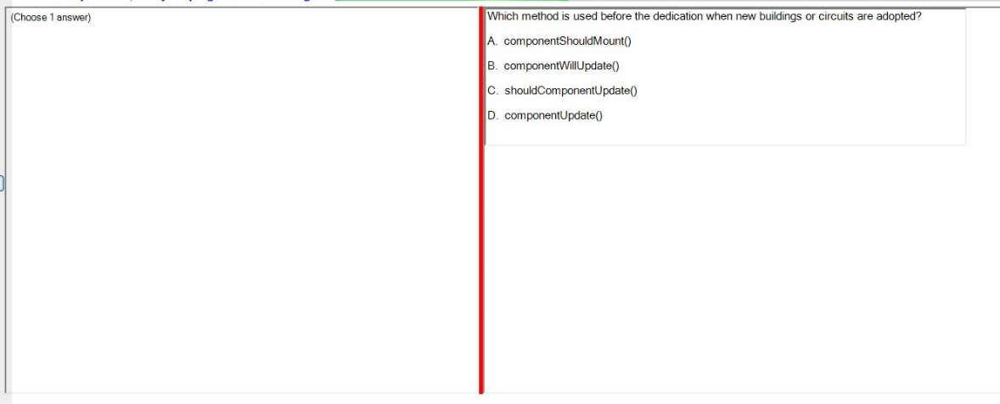 (Choose 1 answer)
Which method is used before the dedication when new buildings or circuits are adopted?
A. componentShouldMount()
B. componentWillUpdate()
C. shouldComponentUpdate()
D. componentUpdate()